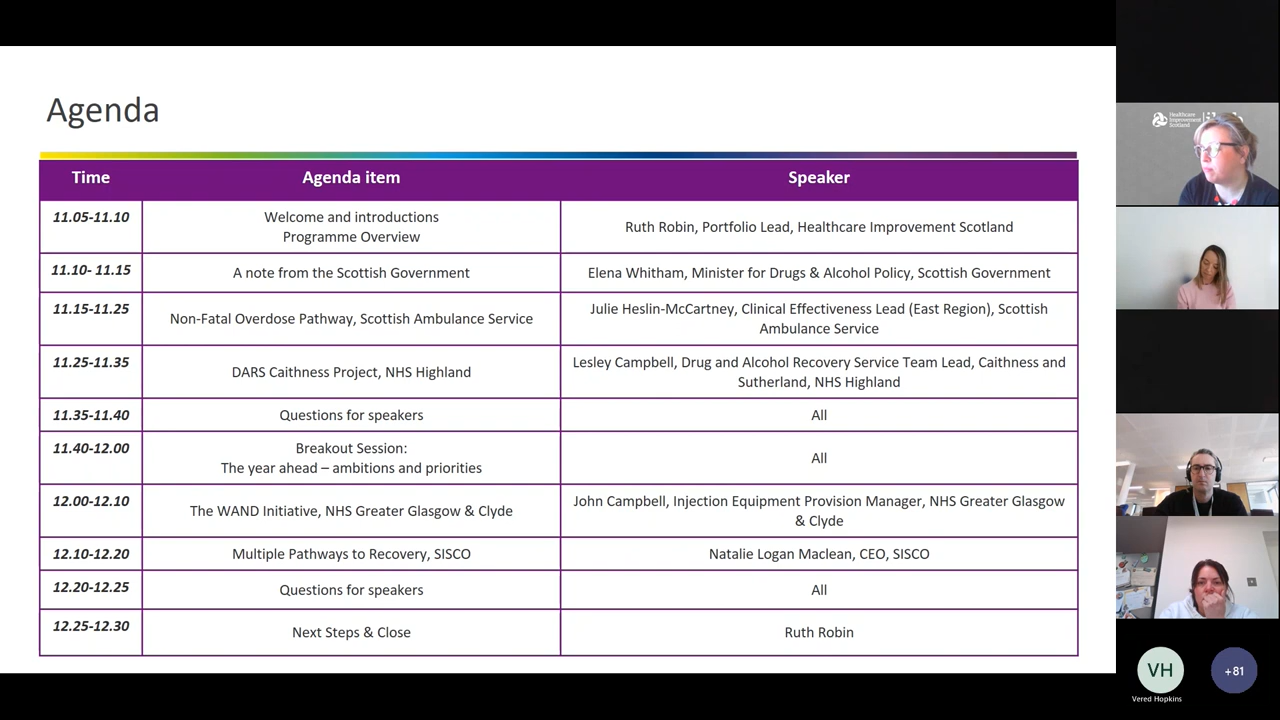 Agenda
Time Agenda item Speaker
11.05-11.10
Welcome and introductions
Programme Overview
Ruth Robin, Portfolio Lead, Healthcare Improvement Scotland
11.10- 11.15
A note from the Scottish Government
Elena Whitham, Minister for Drugs & Alcohol Policy, Scottish Government
11.15-11.25
Non-Fatal Overdose Pathway, Scottish Ambulance Service
Julie Heslin-McCartney, Clinical Effectiveness Lead (East Region), Scottish
Ambulance Service
11.25-11.35
DARS Caithness Project, NHS Highland
Lesley Campbell, Drug and Alcohol Recovery Service Team Lead, Caithness and
Sutherland, NHS Highland
11.35-11.40
Questions for speakers
All
11.40-12.00
Breakout Session:
The year ahead – ambitions and priorities
All
12.00-12.10
The WAND Initiative, NHS Greater Glasgow & Clyde
John Campbell, Injection Equipment Provision Manager, NHS Greater Glasgow
& Clyde
12.10-12.20
Multiple Pathways to Recovery, SISCO
Natalie Logan Maclean, CEO, SISCO
12.20-12.25
Questions for speakers
All
12.25-12.30
Next Steps & Close
Ruth Robin
Healthcare
Improvement
Scotland
VH
+81
Vered Hopkins